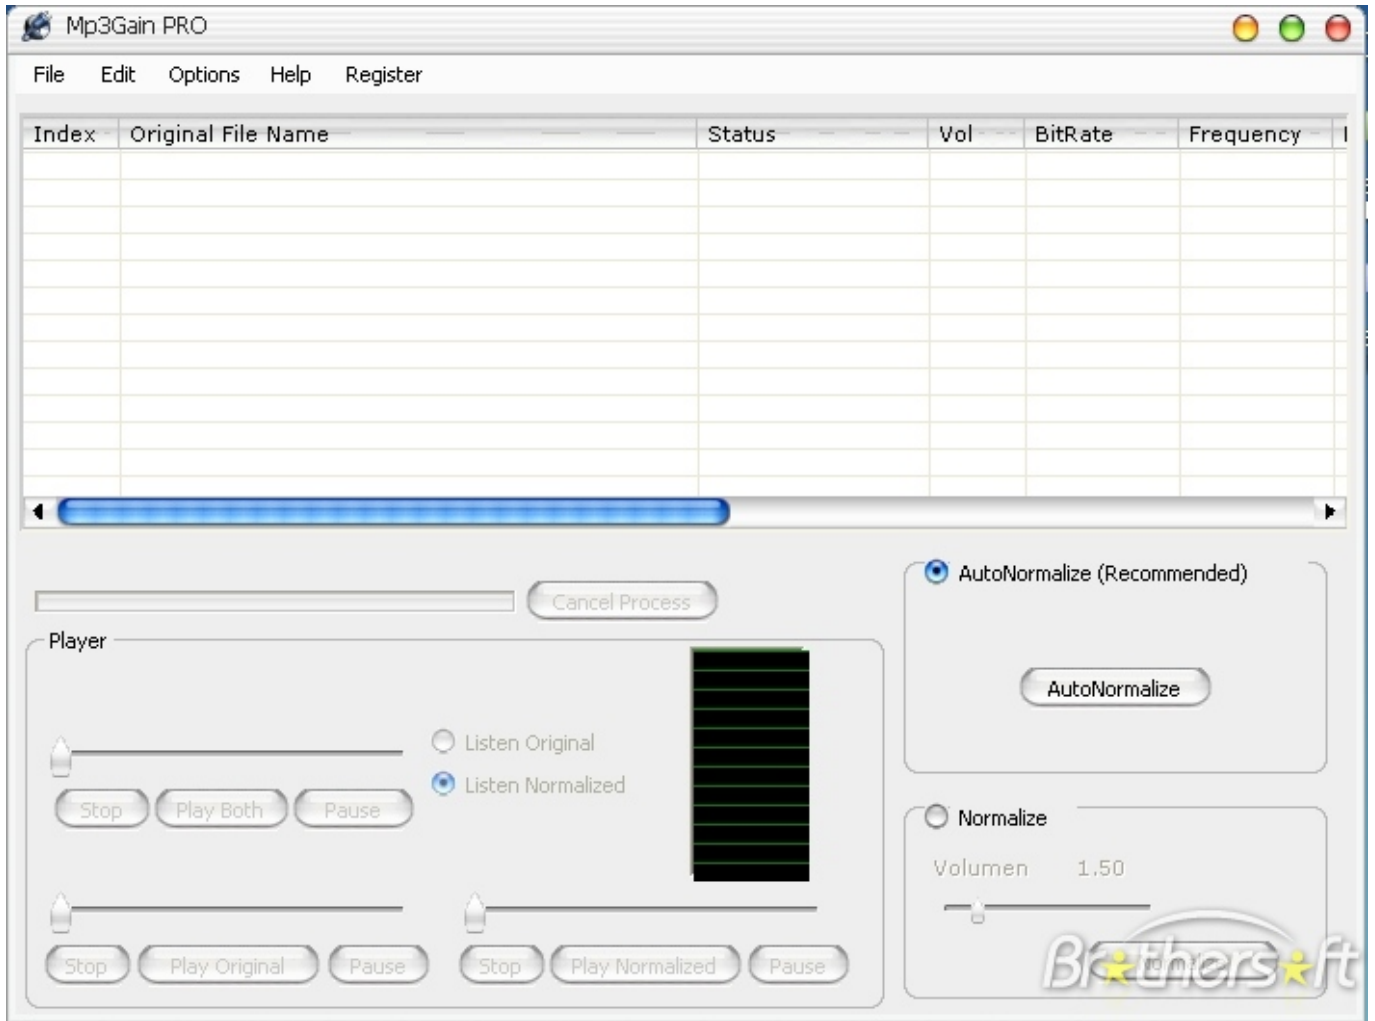 Mp3Gain PRO
File Edit Options Help Register
Index Original File Name Status Vol BitRate Frequency
AutoNormalize (Recommended)
Cancel Process
Player
AutoNormalize
Listen Original
Listen Normalized
Stop Play Both Pause
Normalize
Volumen 1.50
Stop Play Original Pause Stop Play Normalized Pause
Normalize
Brothersoft